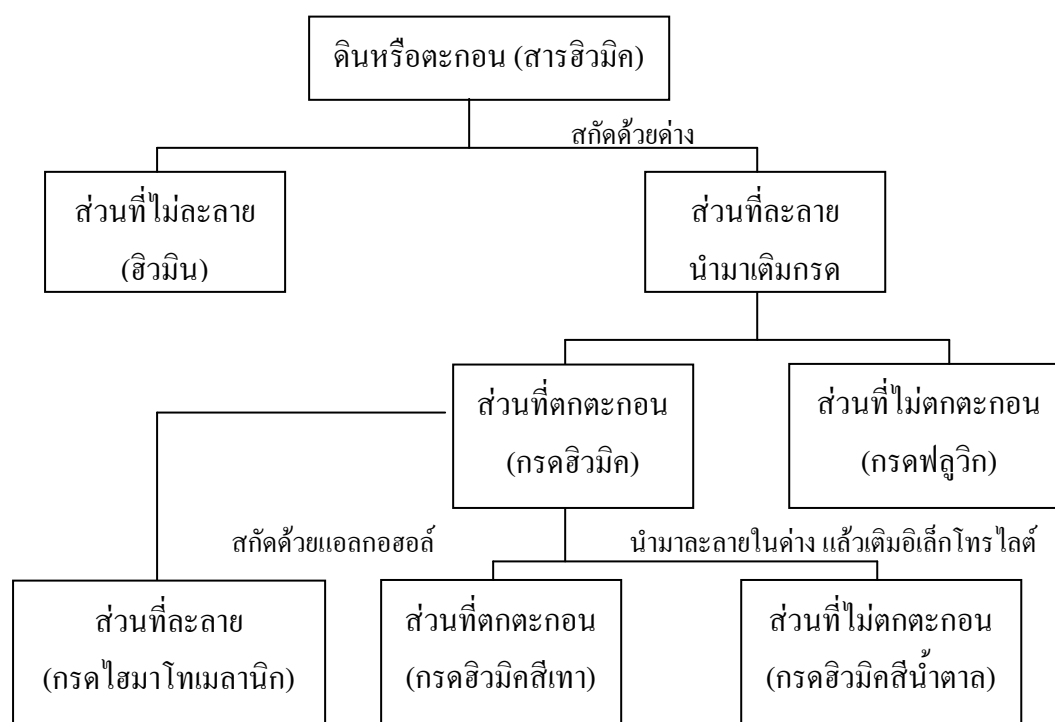 ดินหรือตะกอน (สารฮิวมิค)
สกัดด้วยด่าง
ส่วนที่ไม่ละลาย
(ฮิวมิน)
ส่วนที่ละลาย
นำมาเติมกรด
ส่วนที่ตกตะกอน
(กรดฮิวมิค)
ส่วนที่ไม่ตกตะกอน
(กรดฟลูวิก)
สกัดด้วยแอลกอฮอล์
นำมาละลายในด่าง แล้วเติมอิเล็กโทรไลต์
ส่วนที่ละลาย
(กรดไฮมาโทเมลานิก)
ส่วนที่ตกตะกอน
(กรดฮิวมิคสีเทา)
ส่วนที่ไม่ตกตะกอน
(กรดฮิวมิคสีน้ำตาล)